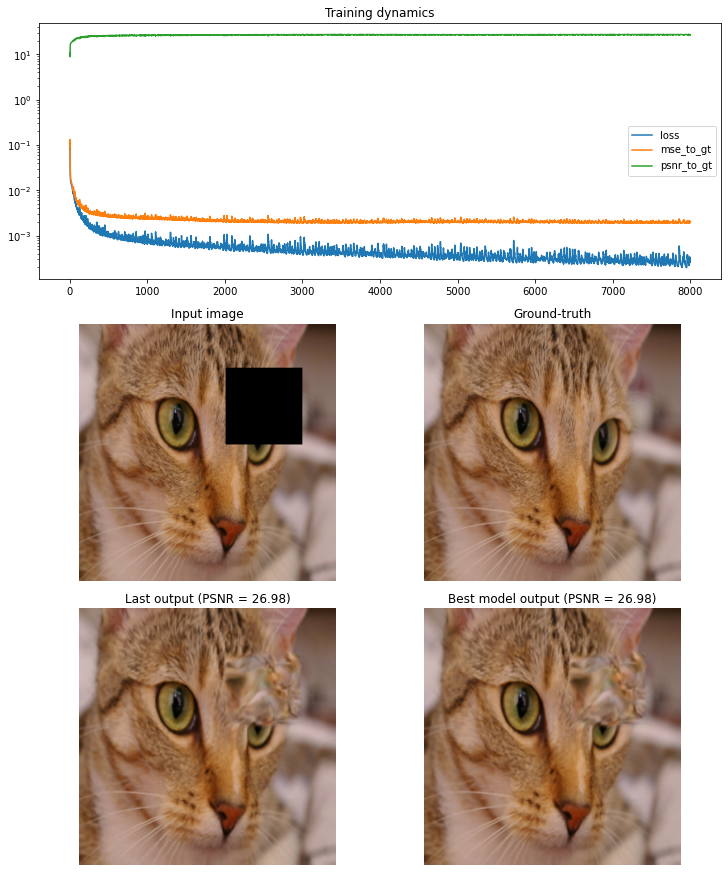 Training dynamics
10¹
10⁰
10⁻¹
10⁻²
10⁻³
loss
mse_to_gt
psnr_to_gt
0 1000 2000 3000 4000 5000 6000 7000 8000
Input image Ground-truth
Last output (PSNR = 26.98) Best model output (PSNR = 26.98)